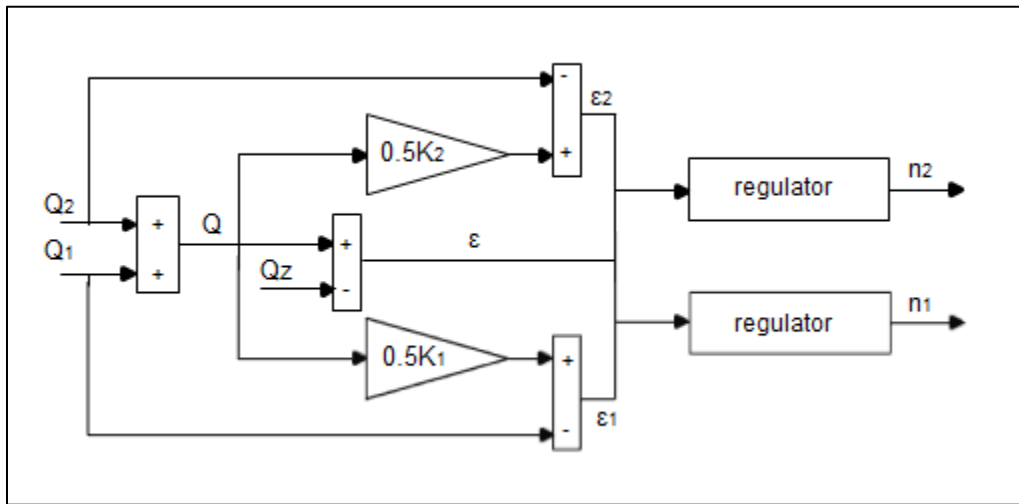 -
ε2
0.5K2
+
regulator
n2
Q2
+
Q
+
ε
Q1
+
Qz
-
regulator
n1
0.5K1
+
ε1
-